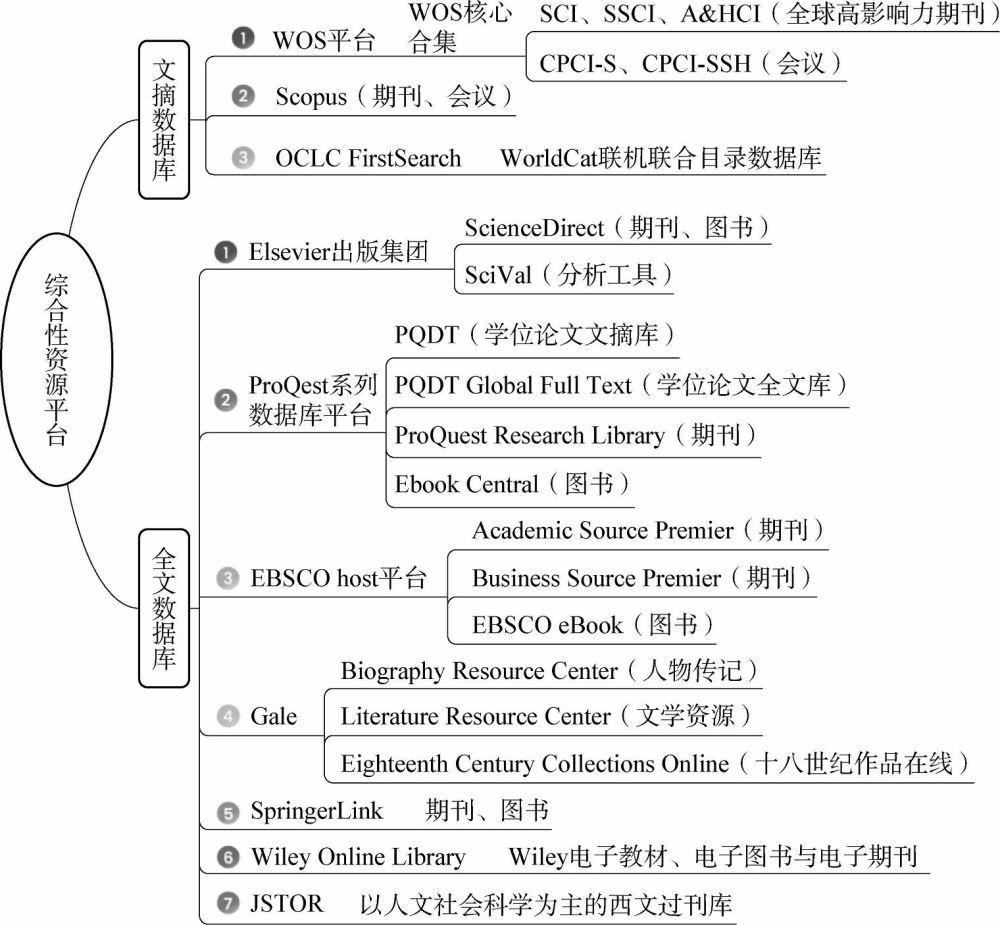 综合性资源平台
文摘数据库
❶ WOS平台
WOS核心
合集
SCI、SSCI、A&HCI（全球高影响力期刊）
CPCI-S、CPCI-SSH（会议）
❷ Scopus（期刊、会议）
❸ OCLC FirstSearch WorldCat联机联合目录数据库
全文数据库
❶ Elsevier出版集团
ScienceDirect（期刊、图书）
SciVal（分析工具）
❷ ProQest系列
数据库平台
PQDT（学位论文文摘库）
PQDT Global Full Text（学位论文全文库）
ProQuest Research Library（期刊）
Ebook Central（图书）
❸ EBSCO host平台
Academic Source Premier（期刊）
Business Source Premier（期刊）
EBSCO eBook（图书）
❹ Gale
Biography Resource Center（人物传记）
Literature Resource Center（文学资源）
Eighteenth Century Collections Online（十八世纪作品在线）
❺ SpringerLink 期刊、图书
❻ Wiley Online Library Wiley电子教材、电子图书与电子期刊
❼ JSTOR 以人文社会科学为主的西文过刊库